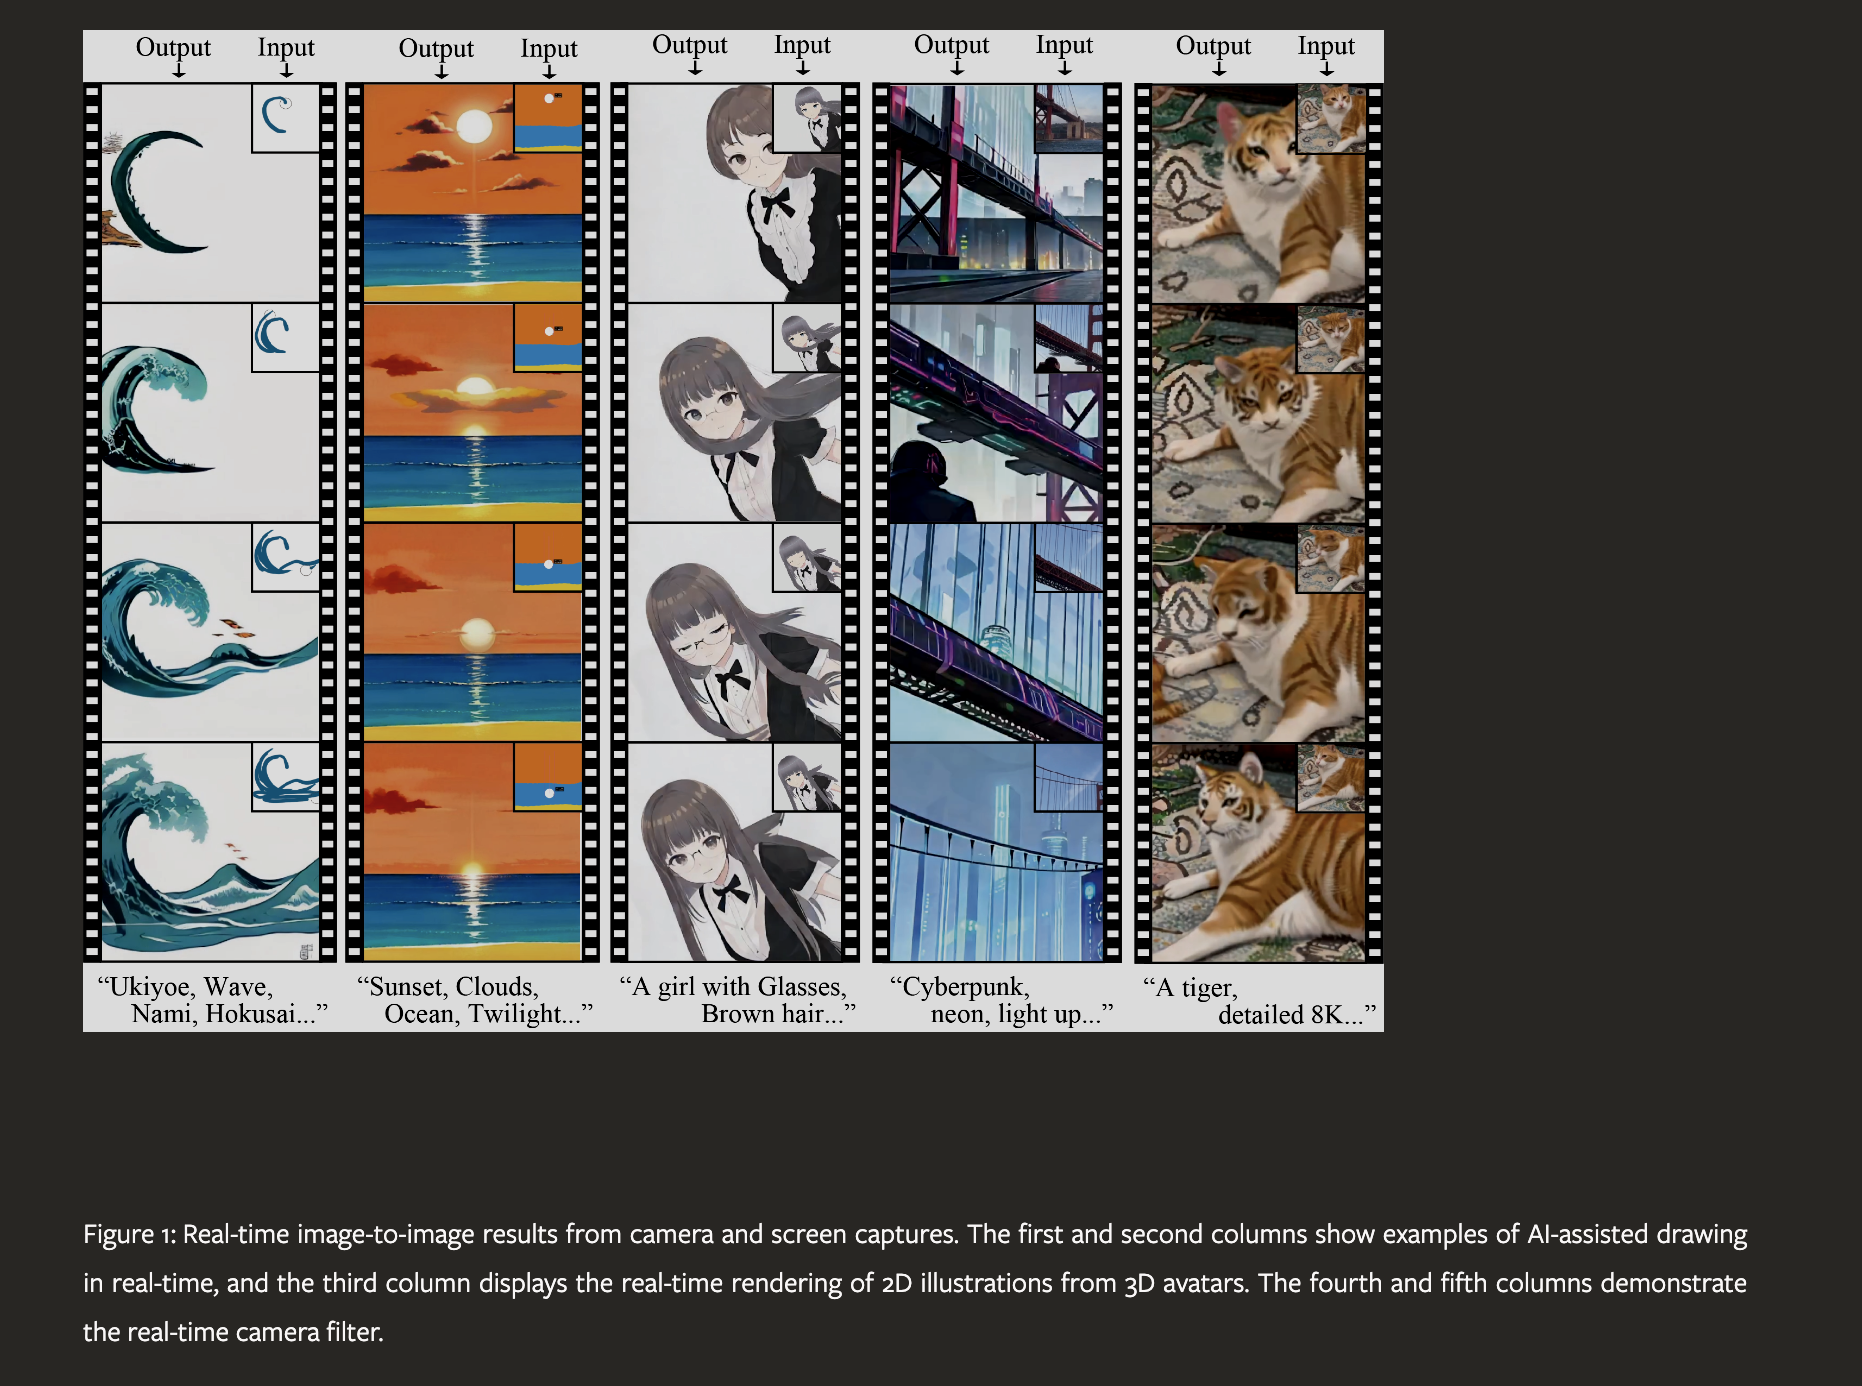 Output Input Output Input Output Input Output Input Output Input
“Ukiyoe, Wave,
Nami, Hokusai...”
“Sunset, Clouds,
Ocean, Twilight...”
“A girl with Glasses,
Brown hair...”
“Cyberpunk,
neon, light up...”
“A tiger,
detailed 8K...”
Figure 1: Real-time image-to-image results from camera and screen captures. The first and second columns show examples of AI-assisted drawing
in real-time, and the third column displays the real-time rendering of 2D illustrations from 3D avatars. The fourth and fifth columns demonstrate
the real-time camera filter.